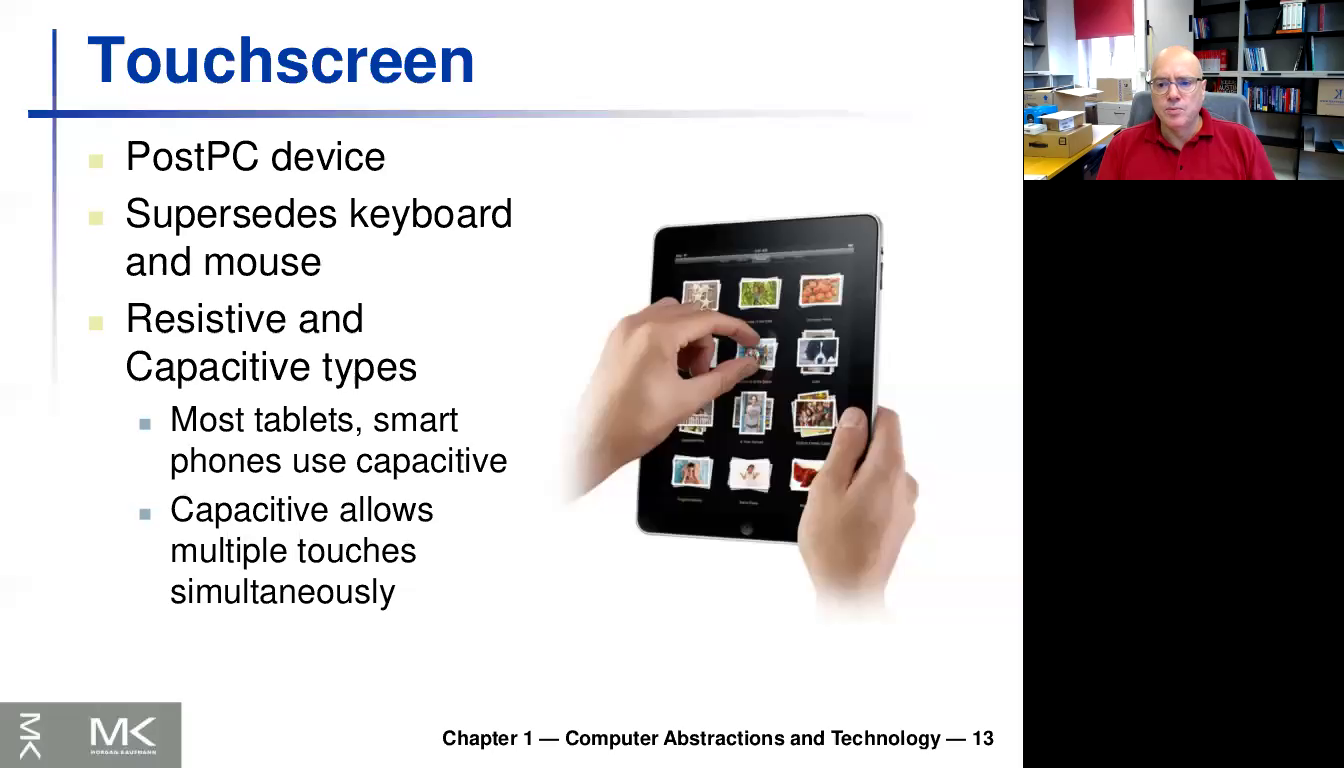 Touchscreen
PostPC device
Supersedes keyboard
and mouse
Resistive and
Capacitive types
Most tablets, smart
phones use capacitive
Capacitive allows
multiple touches
simultaneously
MK
MK
MORGAN KAUFMANN
Chapter 1 — Computer Abstractions and Technology — 13